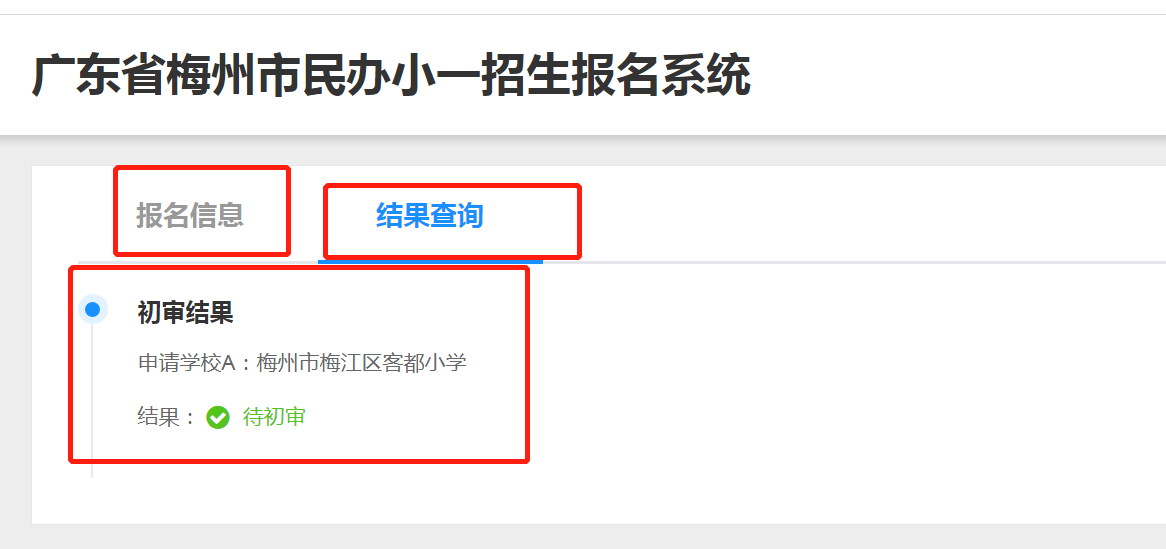 广东省梅州市民办小一招生报名系统
报名信息 结果查询
初审结果
申请学校A：梅州市梅江区客都小学
结果： 待初审